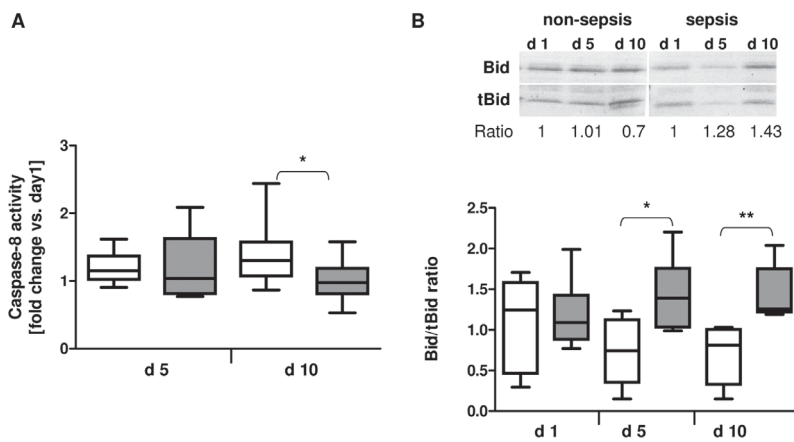 A
Caspase-8 activity
[fold change vs. day1]
3
2
1
0
*
d 5
d 10
B
non-sepsis sepsis
d 1 d 5 d 10 d 1 d 5 d 10
Bid
tBid
Ratio 1 1.01 0.7 1 1.28 1.43
Bid/tBid ratio
2.5
2.0
1.5
1.0
0.5
0.0
*
**
d 1
d 5
d 10